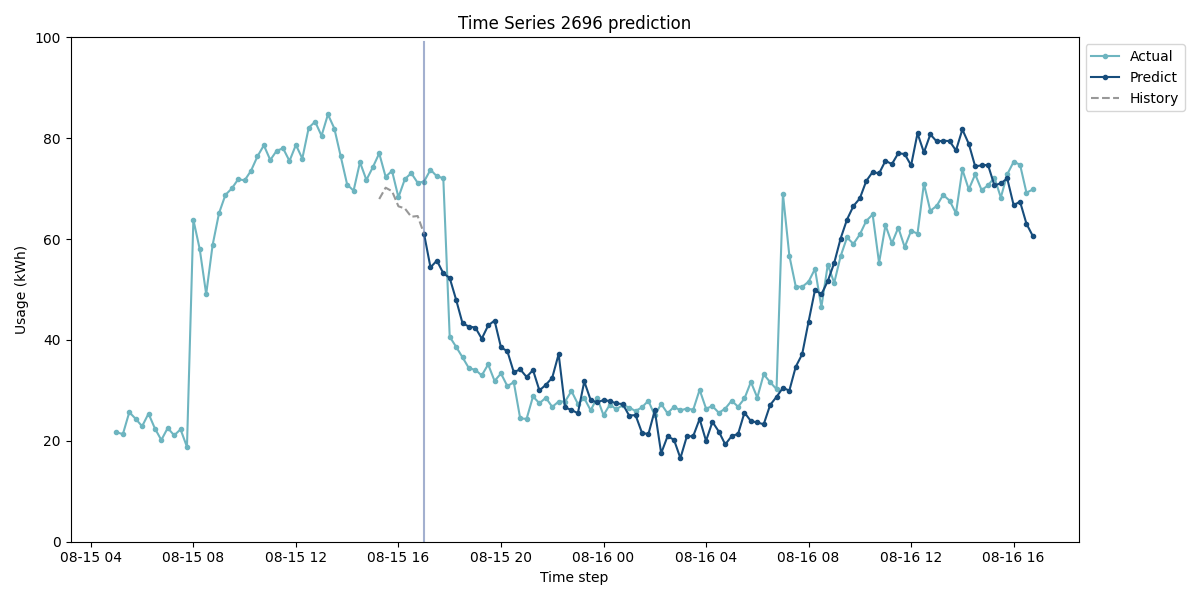 Time Series 2696 prediction
Usage (kWh)
100
80
60
40
20
0
08-15 04
08-15 08
08-15 12
08-15 16
08-15 20
08-16 00
08-16 04
08-16 08
08-16 12
08-16 16
Time step
Actual
Predict
History